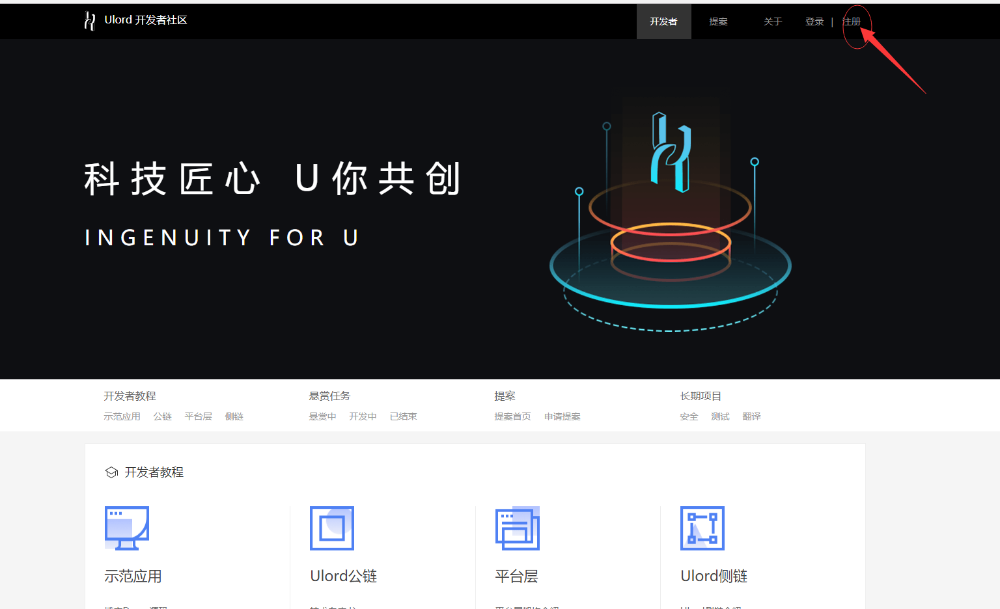 Ulord 开发者社区
开发者 提案 关于 登录 | 注册
科技匠心 U你共创
INGENUITY FOR U
开发者教程 悬赏任务 提案 长期项目
示范应用 公链 平台层 侧链 悬赏中 开发中 已结束 提案首页 申请提案 安全 测试 翻译
开发者教程
示范应用 Ulord公链 平台层 Ulord侧链